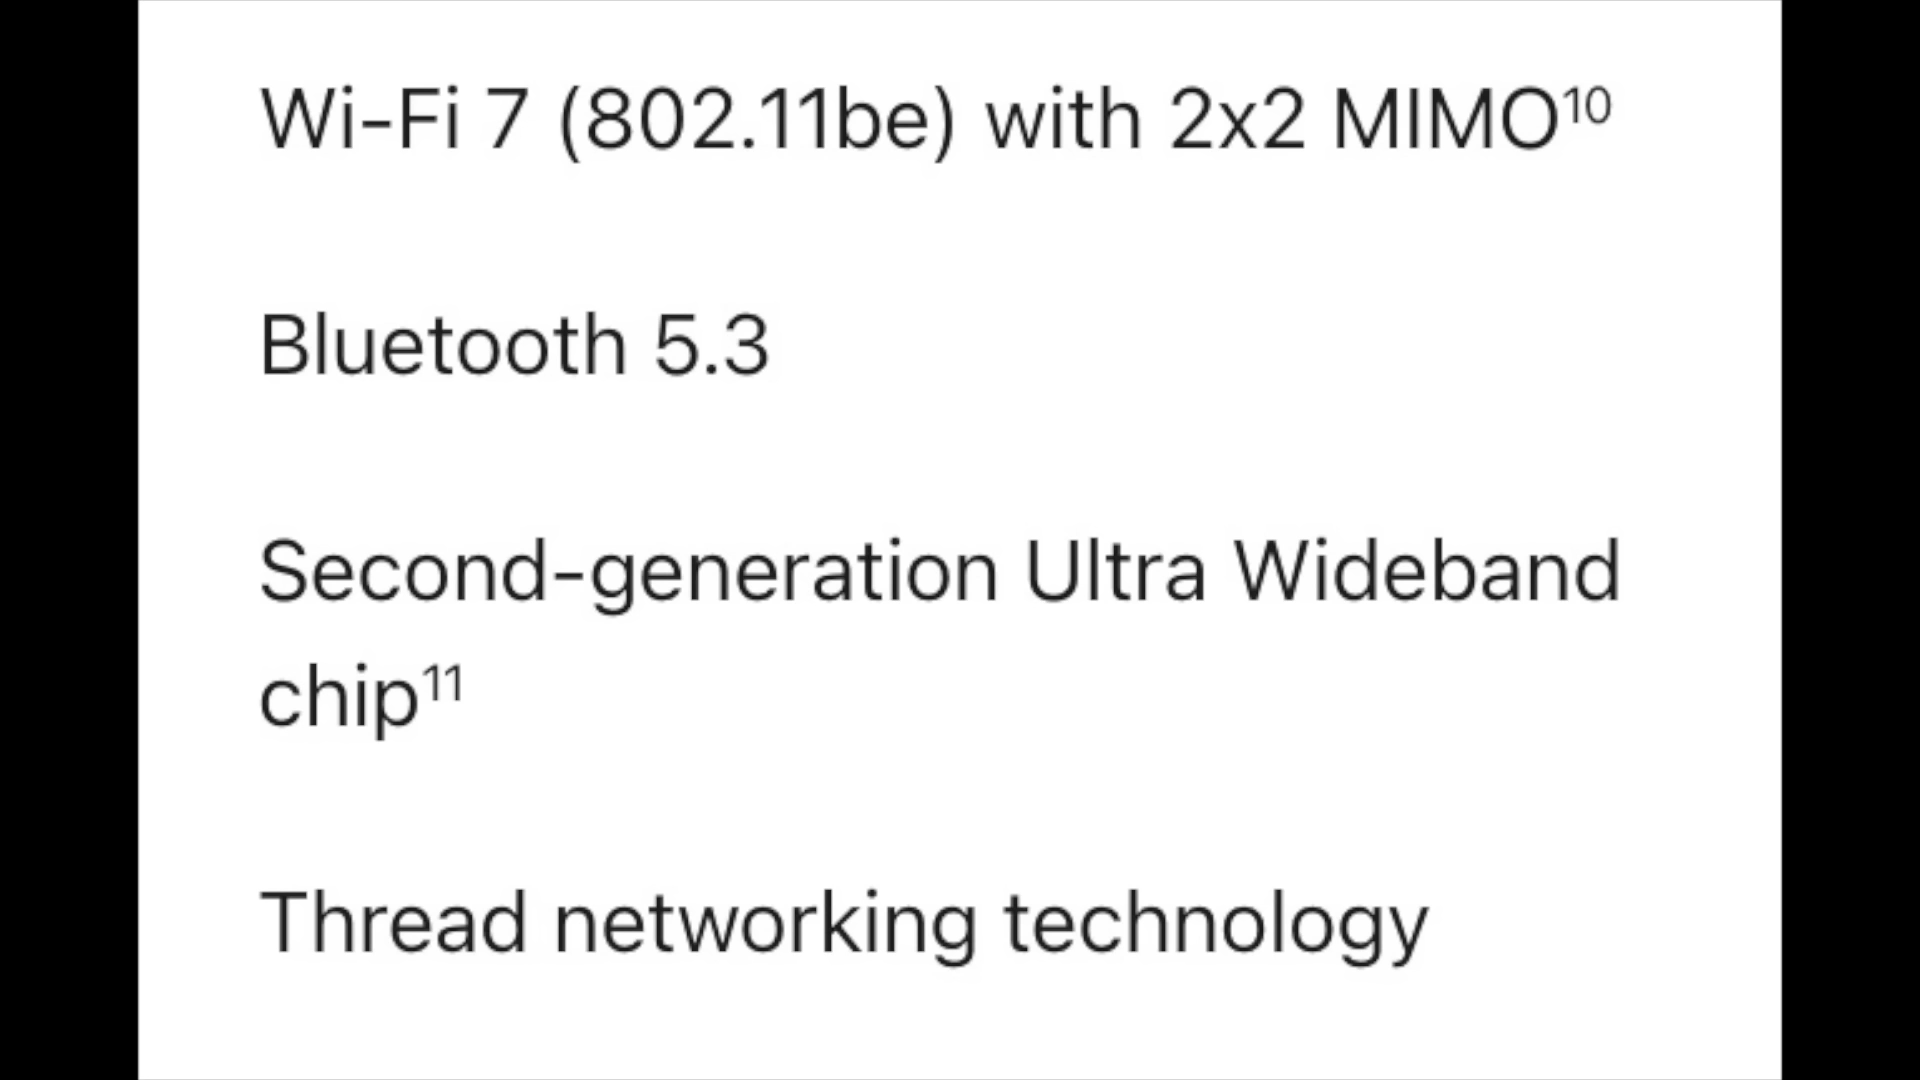 Wi-Fi 7 (802.11be) with 2x2 MIMO¹⁰
Bluetooth 5.3
Second-generation Ultra Wideband
chip¹¹
Thread networking technology